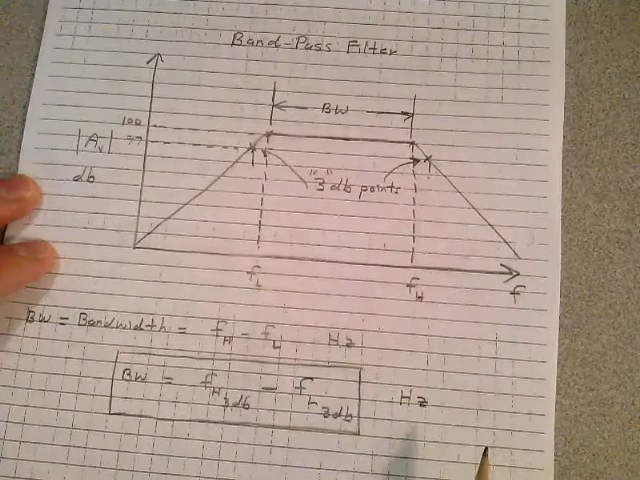 Band-Pass Filter
BW
100
97
|Av|
db
"3" db points
fL
fH
f
BW = Bandwidth = fH - fL Hz
BW = fH3db - fL3db Hz